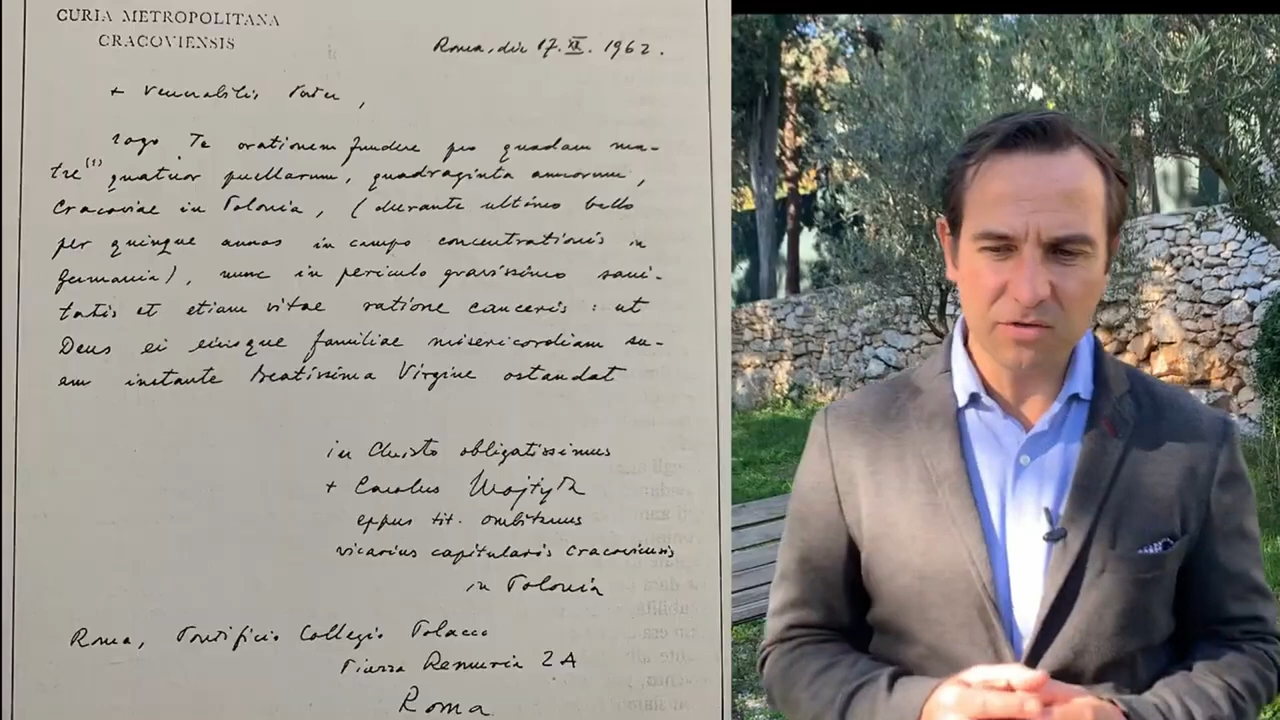 CURIA METROPOLITANA
CRACOVIENSIS
Roma, die 17. XI. 1962.
+ Venerabilis Pater,
rogo Te orationem fundere pro quadam ma-
tre (1) quatuor puellarum, quadraginta annorum,
Cracoviae in Polonia, (durante ultimo bello
per quinque annos in campo concentrationis in
Germania), nunc in periculo gravissimo sani-
tatis et etiam vitae ratione canceris: ut
Deus ei eiusque familiae misericordiam su-
am instante Beatissima Virgine ostendat
in Christo obligatissimus
+ Carolus Wojtyła
eppus tit. ombitanus
vicarius capitularis Cracoviensis
in Polonia
Roma, Pontificio Collegio Polacco
Piazza Remuria 2A
Roma